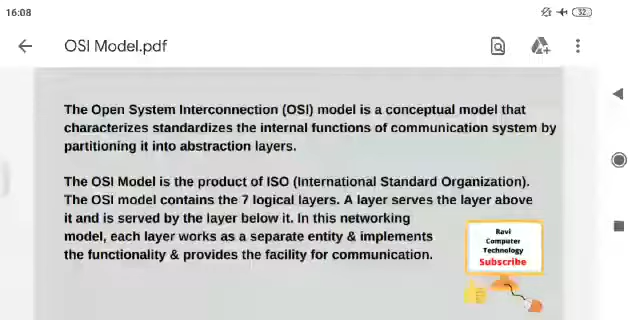 16:08
32
OSI Model.pdf
The Open System Interconnection (OSI) model is a conceptual model that
characterizes standardizes the internal functions of communication system by
partitioning it into abstraction layers.
The OSI Model is the product of ISO (International Standard Organization).
The OSI model contains the 7 logical layers. A layer serves the layer above
it and is served by the layer below it. In this networking
model, each layer works as a separate entity & implements
the functionality & provides the facility for communication.
Ravi
Computer
Technology
Subscribe